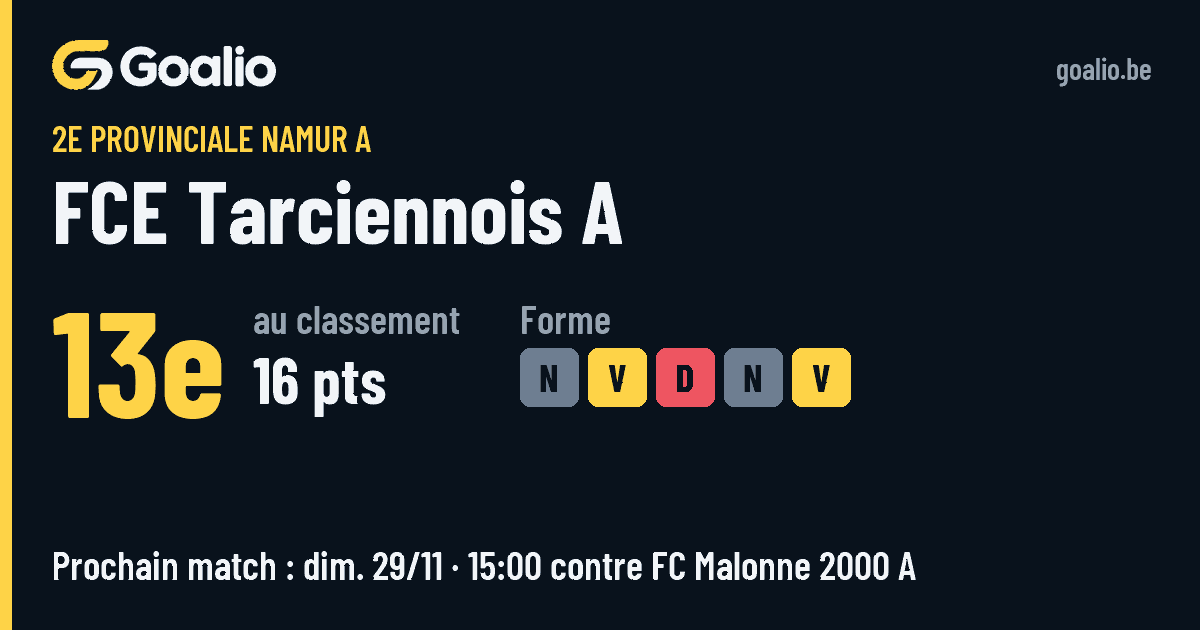 Goalio
goalio.be
2E PROVINCIALE NAMUR A
FCE Tarciennois A
13e
au classement
16 pts
Forme
N V D N V
Prochain match : dim. 29/11 · 15:00 contre FC Malonne 2000 A